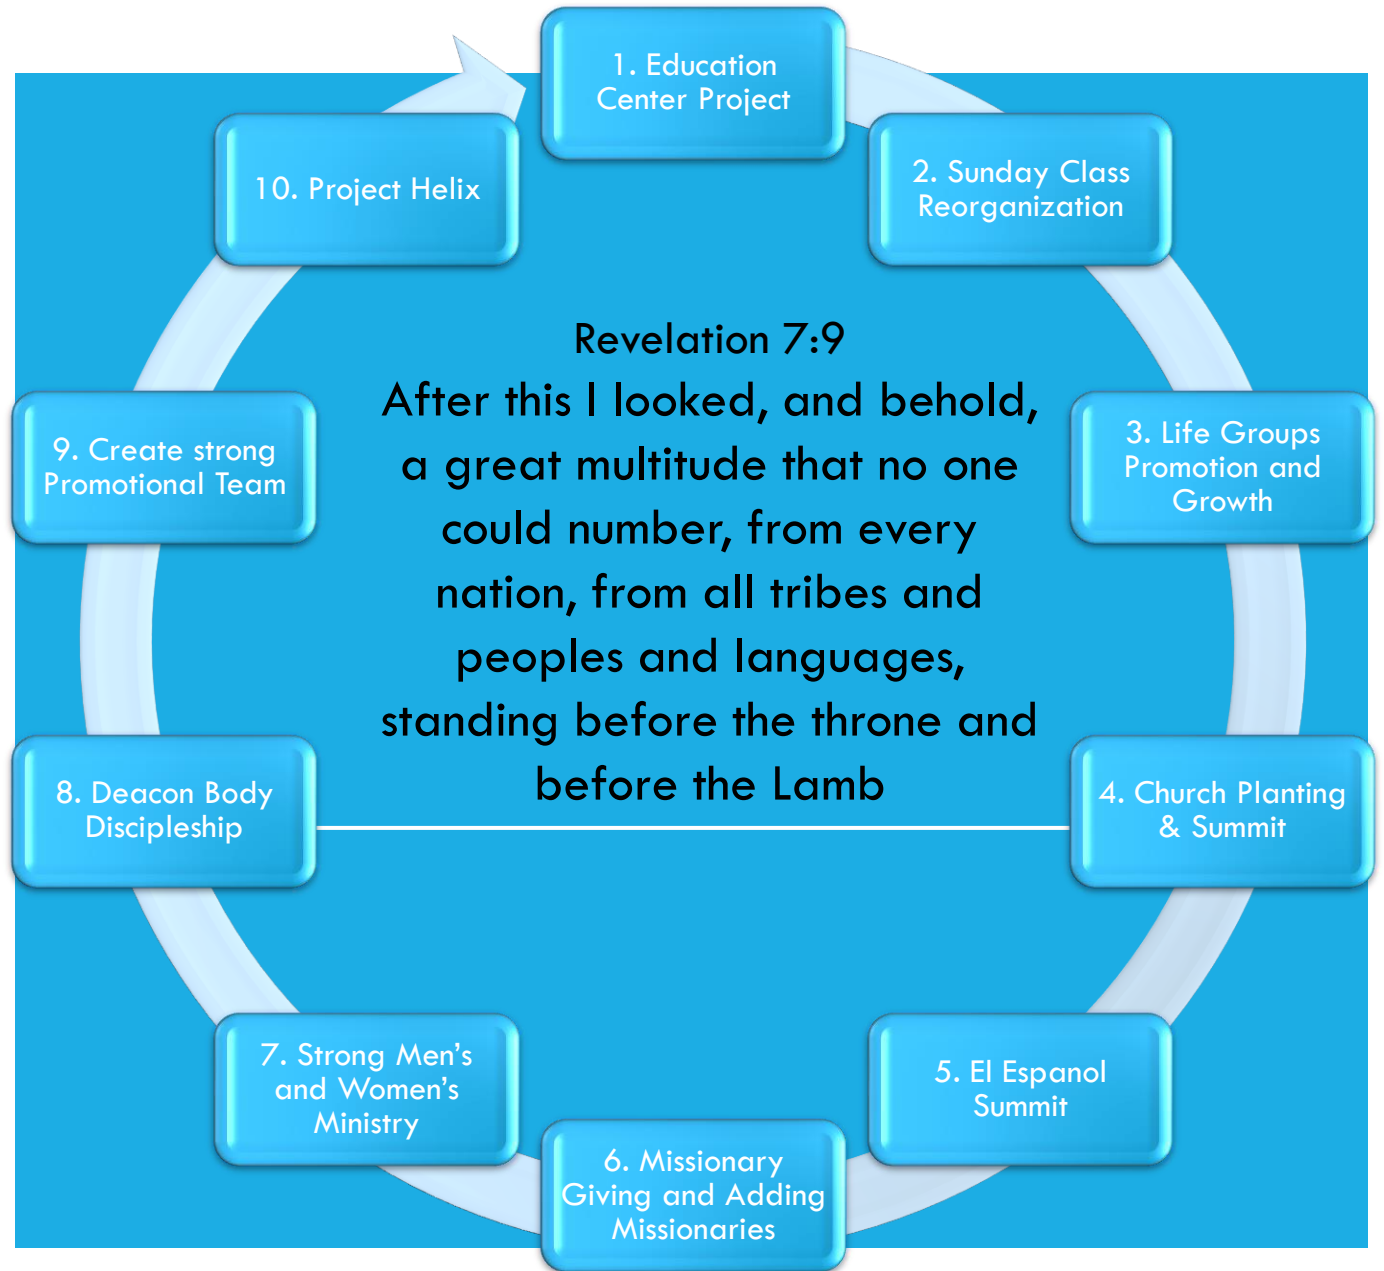 1. Education
Center Project
2. Sunday Class
Reorganization
3. Life Groups
Promotion and
Growth
4. Church Planting
& Summit
5. El Espanol
Summit
6. Missionary
Giving and Adding
Missionaries
7. Strong Men’s
and Women’s
Ministry
8. Deacon Body
Discipleship
9. Create strong
Promotional Team
10. Project Helix
Revelation 7:9
After this I looked, and behold,
a great multitude that no one
could number, from every
nation, from all tribes and
peoples and languages,
standing before the throne and
before the Lamb